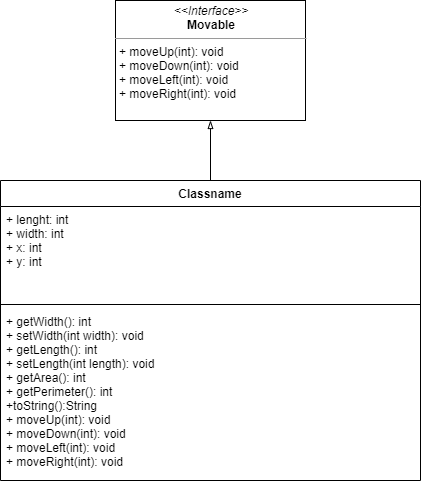 <<Interface>>
Movable
+ moveUp(int): void
+ moveDown(int): void
+ moveLeft(int): void
+ moveRight(int): void
Classname
+ lenght: int
+ width: int
+ x: int
+ y: int
+ getWidth(): int
+ setWidth(int width): void
+ getLength(): int
+ setLength(int length): void
+ getArea(): int
+ getPerimeter(): int
+toString():String
+ moveUp(int): void
+ moveDown(int): void
+ moveLeft(int): void
+ moveRight(int): void